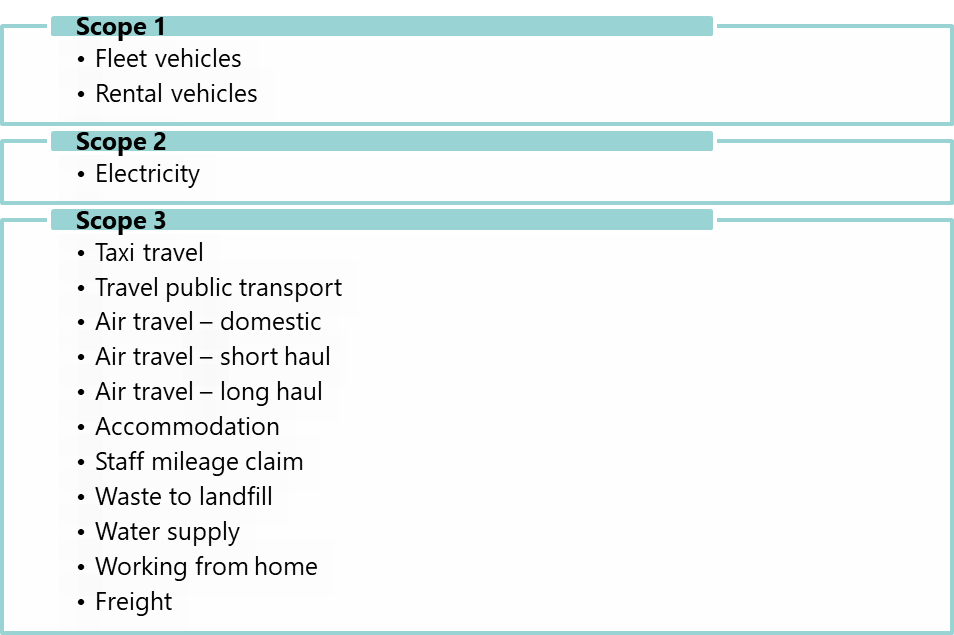 Scope 1
• Fleet vehicles
• Rental vehicles
Scope 2
• Electricity
Scope 3
• Taxi travel
• Travel public transport
• Air travel – domestic
• Air travel – short haul
• Air travel – long haul
• Accommodation
• Staff mileage claim
• Waste to landfill
• Water supply
• Working from home
• Freight